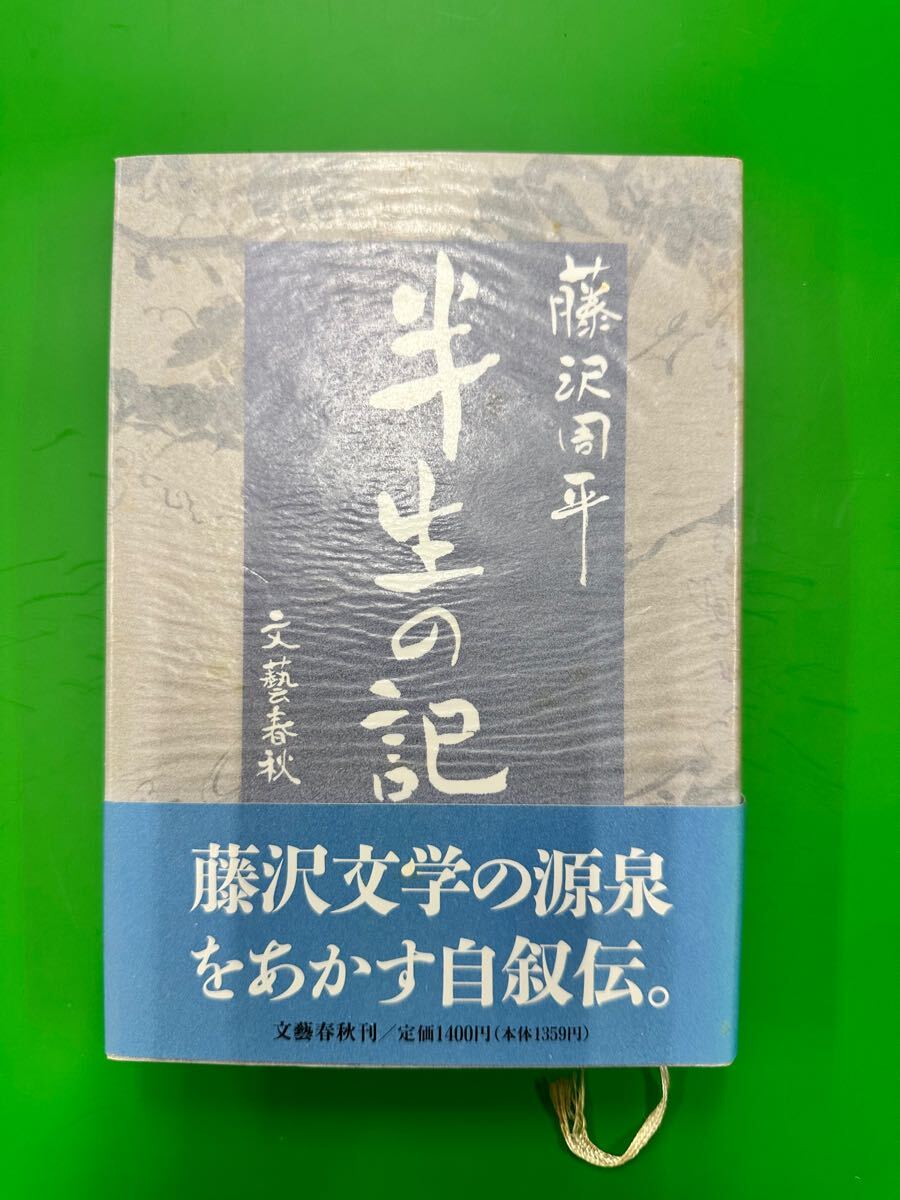 藤沢周平
半生の記
文藝春秋
藤沢文学の源泉
をあかす自叙伝。
文藝春秋刊／定価1400円(本体1359円)